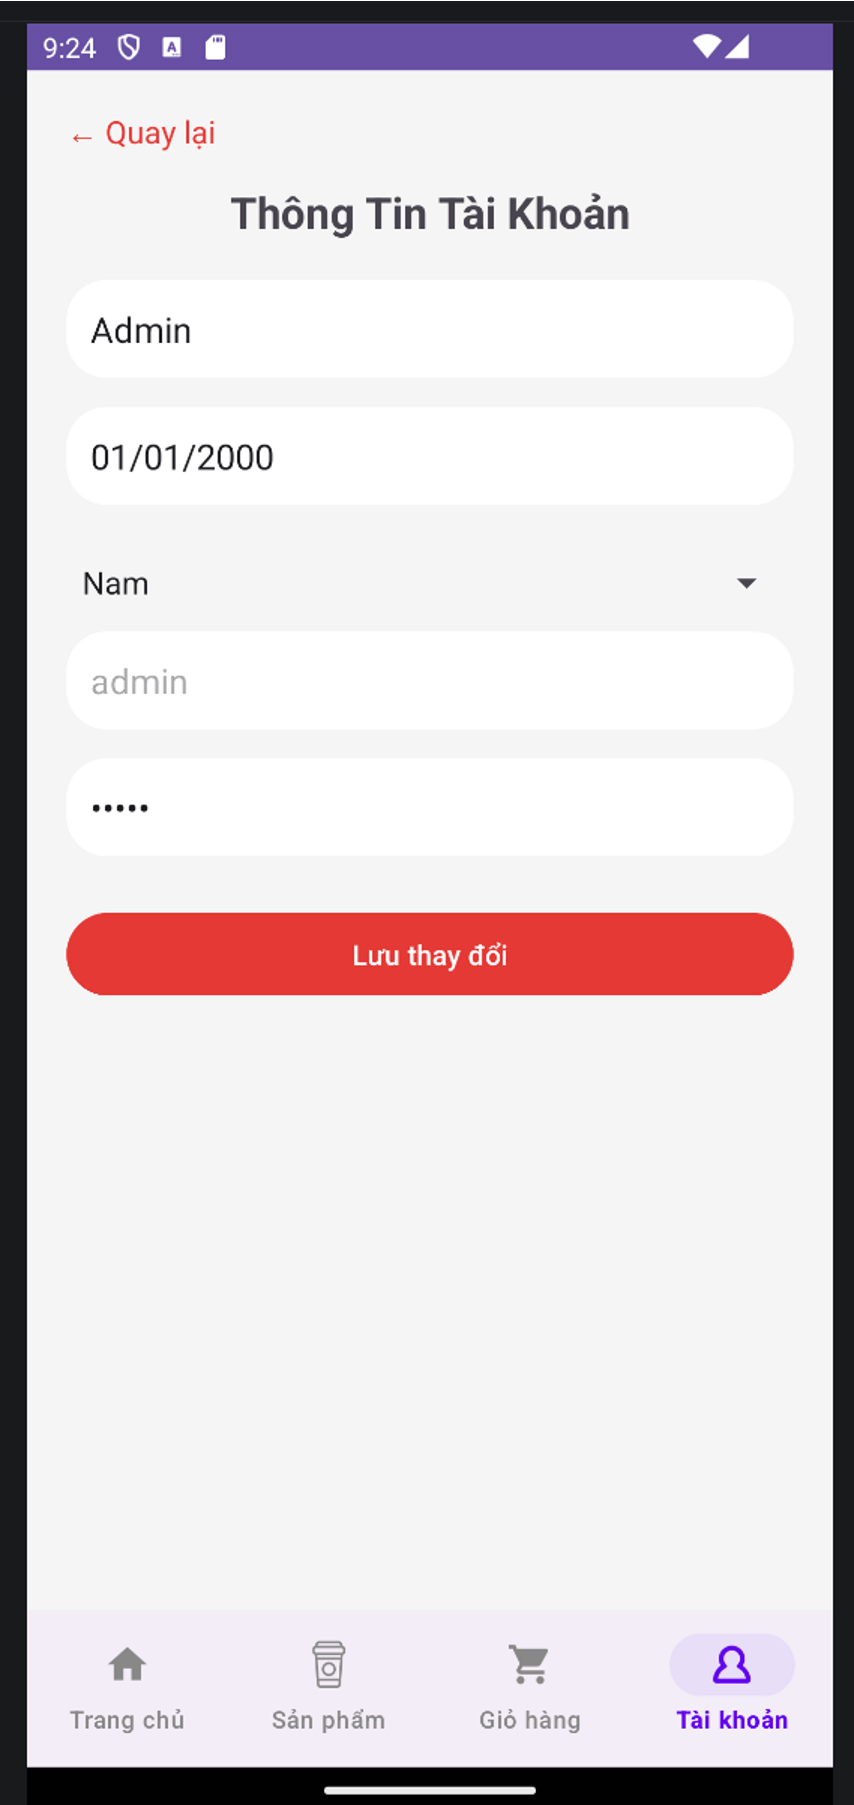 9:24
← Quay lại
Thông Tin Tài Khoản
Admin
01/01/2000
Nam
admin
•••••
Lưu thay đổi
Trang chủ
Sản phẩm
Giỏ hàng
Tài khoản